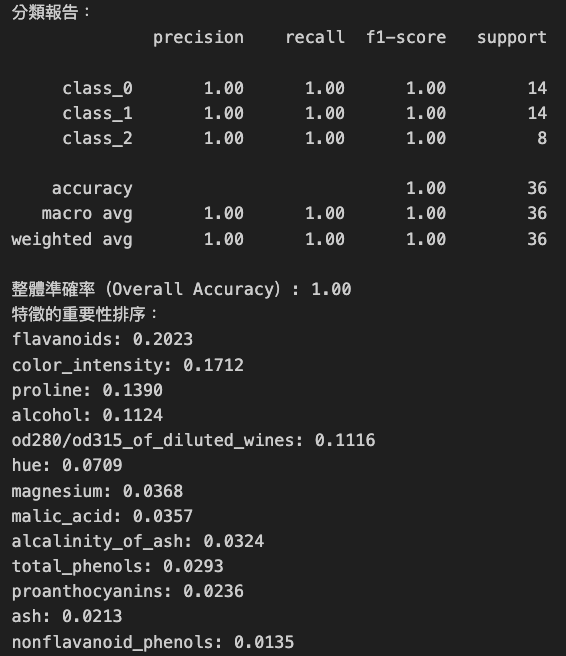 分類報告：
precision recall f1-score support
class_0 1.00 1.00 1.00 14
class_1 1.00 1.00 1.00 14
class_2 1.00 1.00 1.00 8
accuracy 1.00 36
macro avg 1.00 1.00 1.00 36
weighted avg 1.00 1.00 1.00 36
整體準確率（Overall Accuracy）: 1.00
特徵的重要性排序：
flavanoids: 0.2023
color_intensity: 0.1712
proline: 0.1390
alcohol: 0.1124
od280/od315_of_diluted_wines: 0.1116
hue: 0.0709
magnesium: 0.0368
malic_acid: 0.0357
alcalinity_of_ash: 0.0324
total_phenols: 0.0293
proanthocyanins: 0.0236
ash: 0.0213
nonflavanoid_phenols: 0.0135